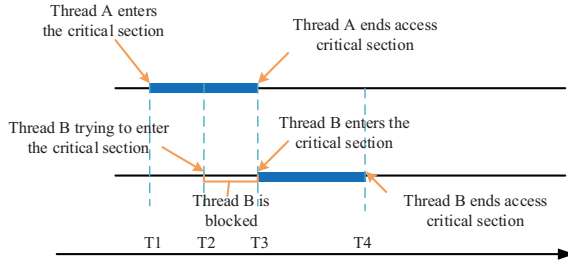 Thread A enters
the critical section
Thread A ends access
critical section
Thread B trying to enter
the critical section
Thread B enters the
critical section
Thread B is
blocked
Thread B ends access
critical section
T1
T2
T3
T4